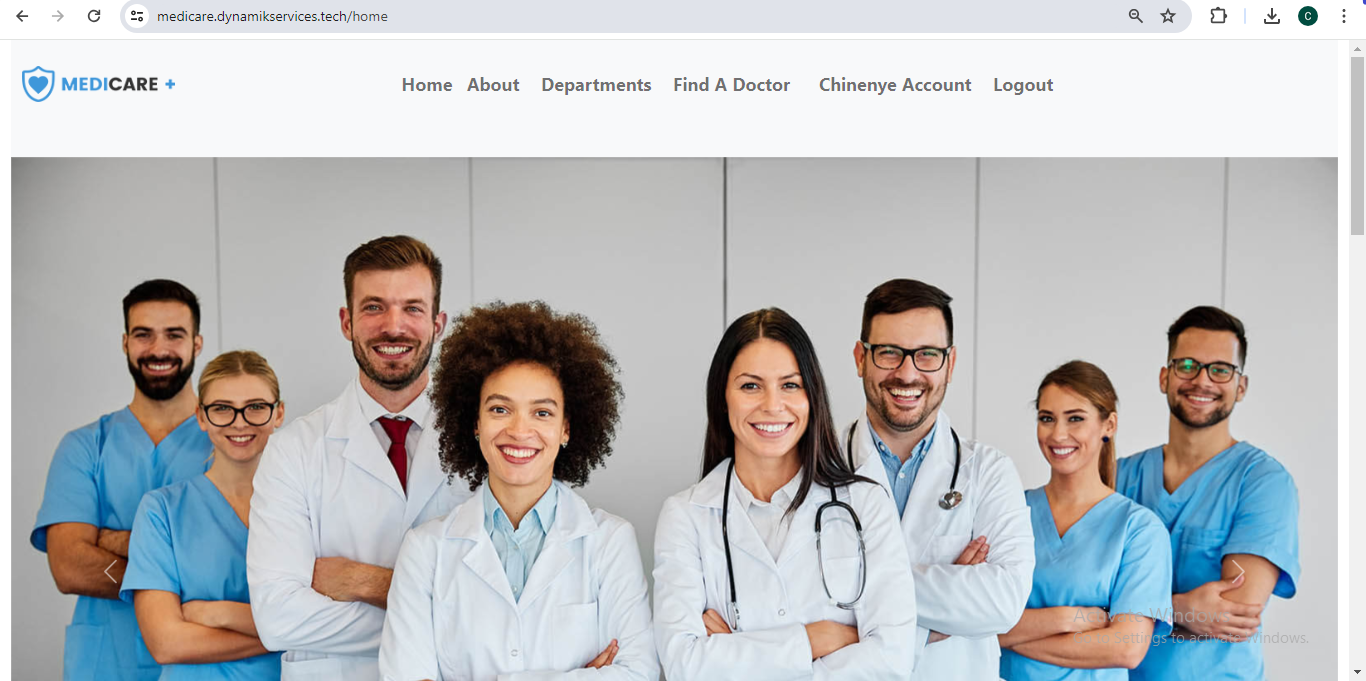 medicare.dynamikservices.tech/home
C
MEDICARE +
Home About Departments Find A Doctor Chinenye Account Logout
Activate Windows
Go to Settings to activate Windows.